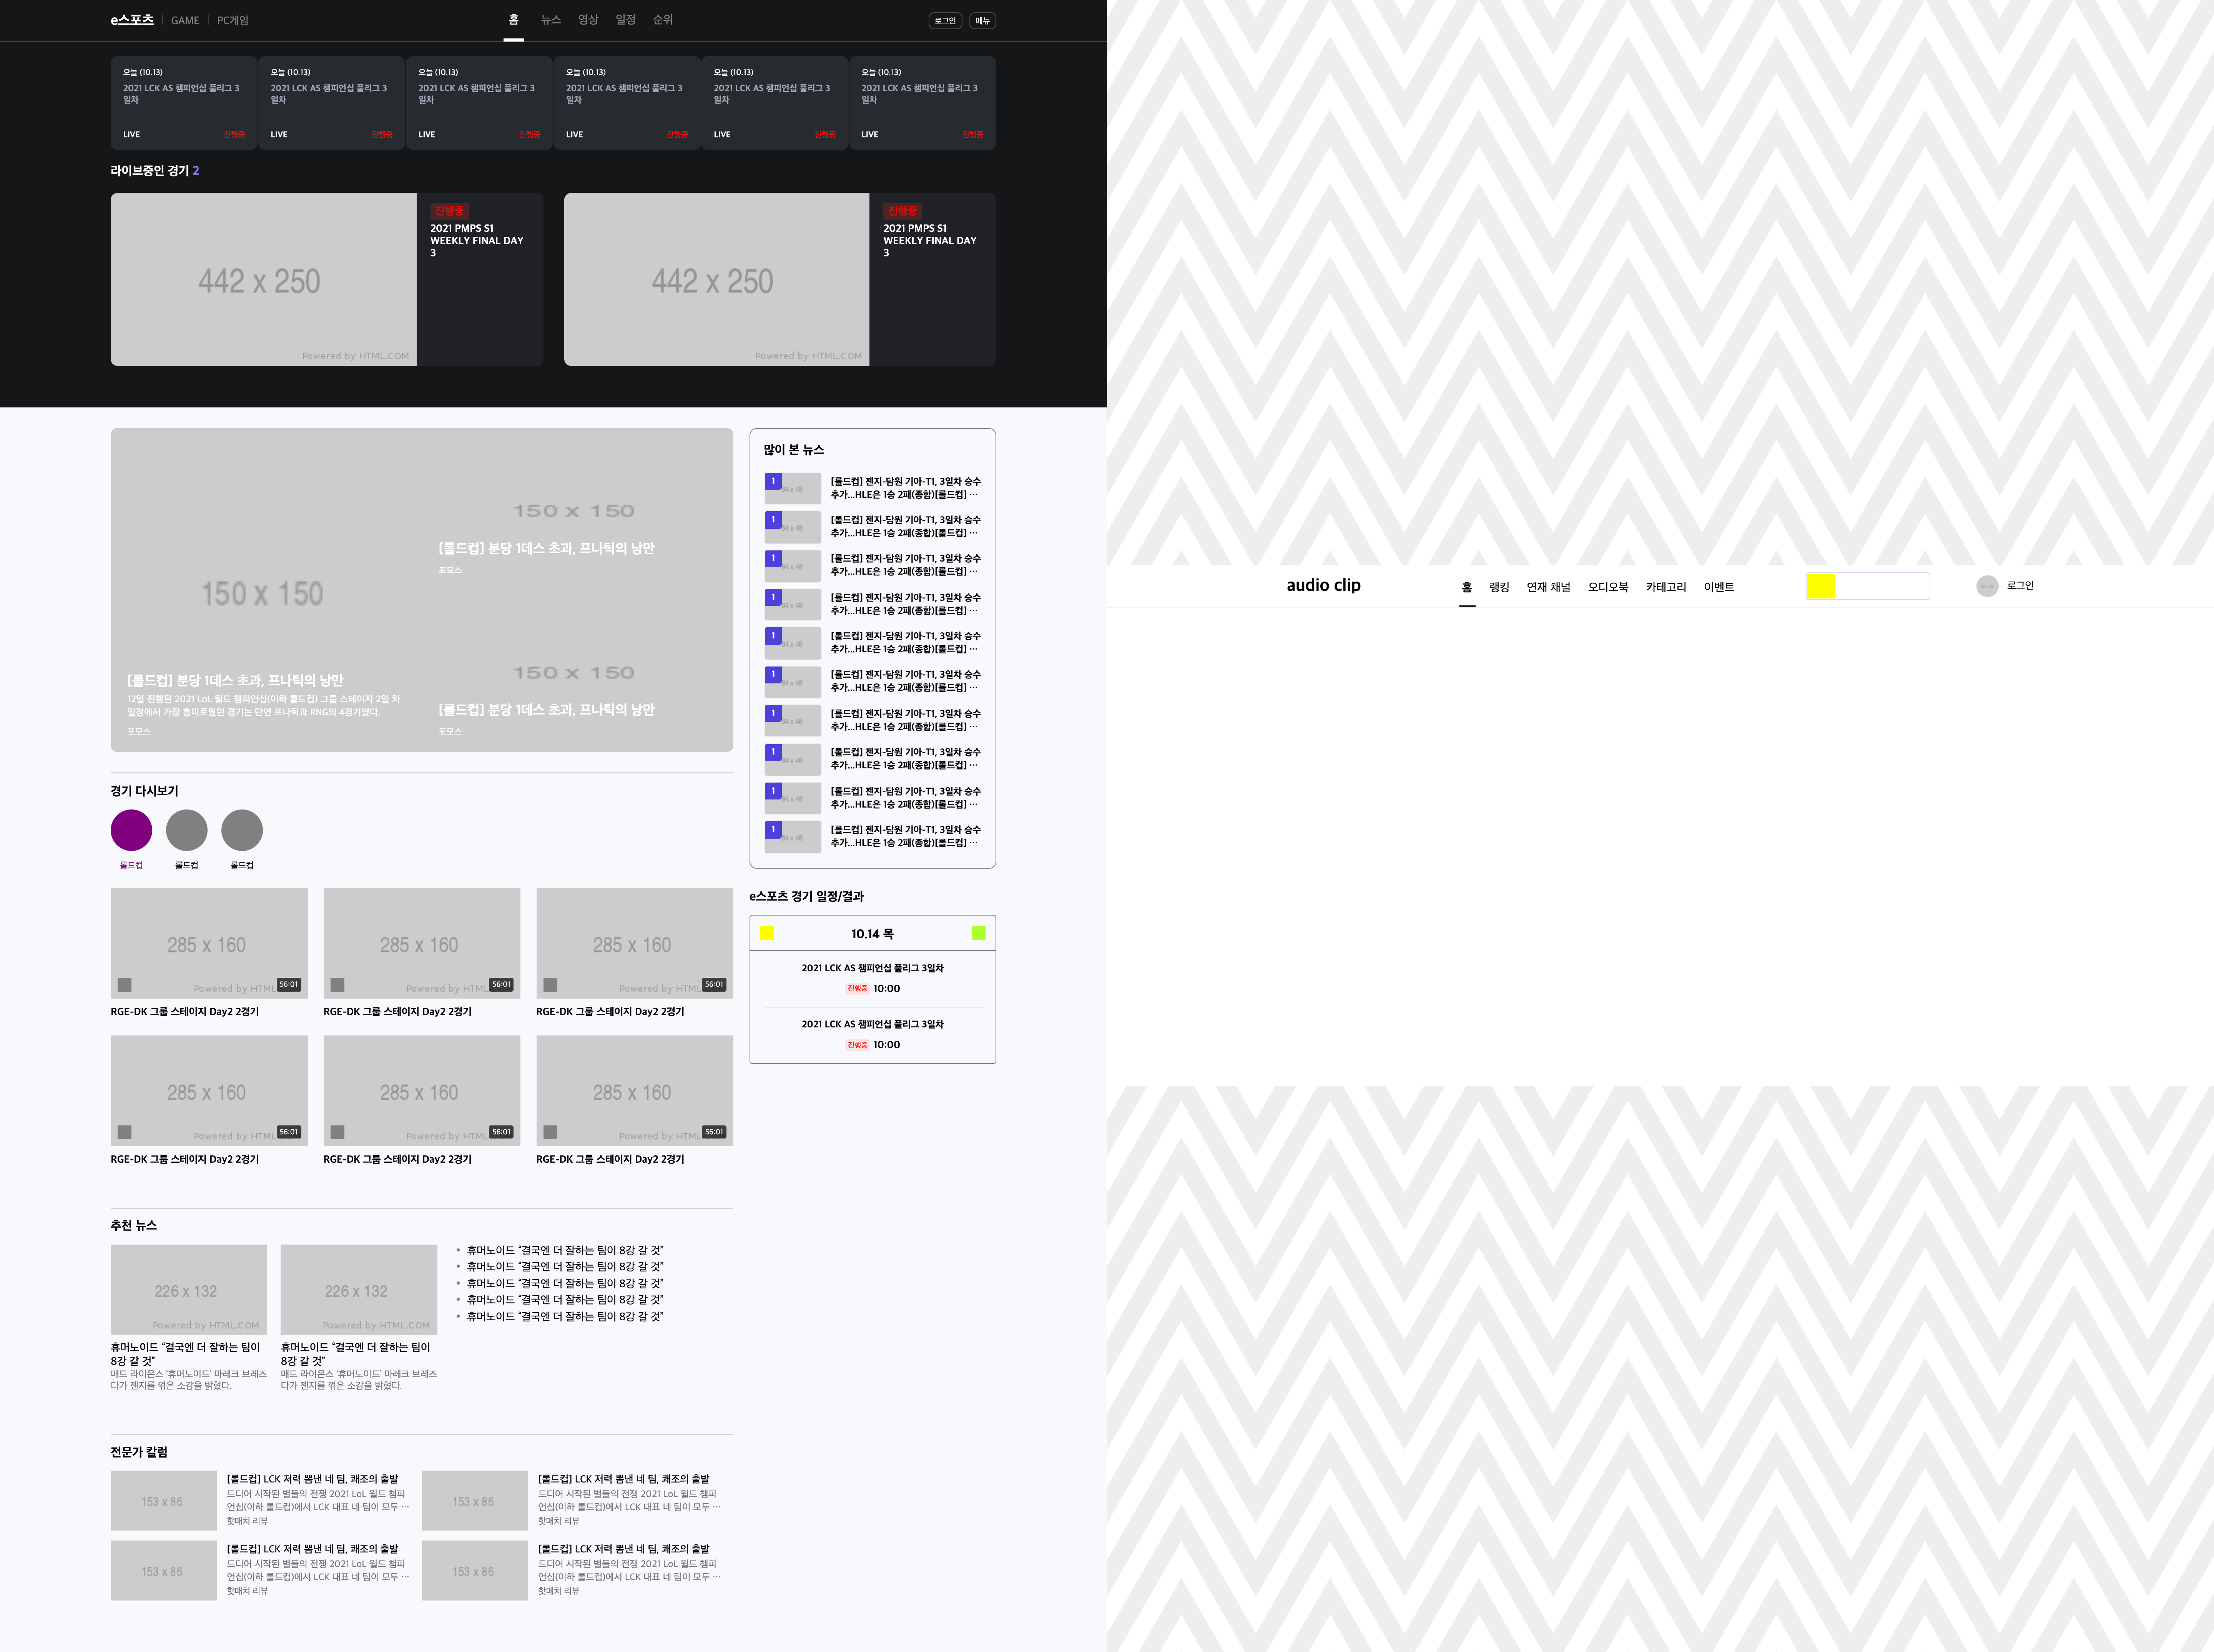 e스포츠 GAME PC게임
홈 뉴스 영상 일정 순위
로그인 메뉴
오늘 (10.13)
2021 LCK AS 챔피언십 풀리그 3
일차
LIVE 진행중
오늘 (10.13)
2021 LCK AS 챔피언십 풀리그 3
일차
LIVE 진행중
오늘 (10.13)
2021 LCK AS 챔피언십 풀리그 3
일차
LIVE 진행중
오늘 (10.13)
2021 LCK AS 챔피언십 풀리그 3
일차
LIVE 진행중
오늘 (10.13)
2021 LCK AS 챔피언십 풀리그 3
일차
LIVE 진행중
오늘 (10.13)
2021 LCK AS 챔피언십 풀리그 3
일차
LIVE 진행중
라이브중인 경기 2
442 x 250
Powered by HTML.COM
진행중
2021 PMPS S1
WEEKLY FINAL DAY
3
442 x 250
Powered by HTML.COM
진행중
2021 PMPS S1
WEEKLY FINAL DAY
3
150 x 150
[롤드컵] 분당 1데스 초과, 프나틱의 낭만
12일 진행된 2021 LoL 월드 챔피언십(이하 롤드컵) 그룹 스테이지 2일 차
일정에서 가장 흥미로웠던 경기는 단연 프나틱과 RNG의 4경기였다.
포모스
150 x 150
[롤드컵] 분당 1데스 초과, 프나틱의 낭만
포모스
150 x 150
[롤드컵] 분당 1데스 초과, 프나틱의 낭만
포모스
경기 다시보기
롤드컵 롤드컵 롤드컵
285 x 160
Powered by HTML
56:01
RGE-DK 그룹 스테이지 Day2 2경기
285 x 160
Powered by HTML
56:01
RGE-DK 그룹 스테이지 Day2 2경기
285 x 160
Powered by HTML
56:01
RGE-DK 그룹 스테이지 Day2 2경기
285 x 160
Powered by HTML
56:01
RGE-DK 그룹 스테이지 Day2 2경기
285 x 160
Powered by HTML
56:01
RGE-DK 그룹 스테이지 Day2 2경기
285 x 160
Powered by HTML
56:01
RGE-DK 그룹 스테이지 Day2 2경기
추천 뉴스
226 x 132
Powered by HTML.COM
휴머노이드 “결국엔 더 잘하는 팀이
8강 갈 것”
매드 라이온스 '휴머노이드' 마레크 브레즈
다가 젠지를 꺾은 소감을 밝혔다.
226 x 132
Powered by HTML.COM
휴머노이드 “결국엔 더 잘하는 팀이
8강 갈 것”
매드 라이온스 '휴머노이드' 마레크 브레즈
다가 젠지를 꺾은 소감을 밝혔다.
• 휴머노이드 “결국엔 더 잘하는 팀이 8강 갈 것”
• 휴머노이드 “결국엔 더 잘하는 팀이 8강 갈 것”
• 휴머노이드 “결국엔 더 잘하는 팀이 8강 갈 것”
• 휴머노이드 “결국엔 더 잘하는 팀이 8강 갈 것”
• 휴머노이드 “결국엔 더 잘하는 팀이 8강 갈 것”
전문가 칼럼
153 x 86
[롤드컵] LCK 저력 뽐낸 네 팀, 쾌조의 출발
드디어 시작된 별들의 전쟁 2021 LoL 월드 챔피
언십(이하 롤드컵)에서 LCK 대표 네 팀이 모두 …
핫매치 리뷰
153 x 86
[롤드컵] LCK 저력 뽐낸 네 팀, 쾌조의 출발
드디어 시작된 별들의 전쟁 2021 LoL 월드 챔피
언십(이하 롤드컵)에서 LCK 대표 네 팀이 모두 …
핫매치 리뷰
153 x 86
[롤드컵] LCK 저력 뽐낸 네 팀, 쾌조의 출발
드디어 시작된 별들의 전쟁 2021 LoL 월드 챔피
언십(이하 롤드컵)에서 LCK 대표 네 팀이 모두 …
핫매치 리뷰
153 x 86
[롤드컵] LCK 저력 뽐낸 네 팀, 쾌조의 출발
드디어 시작된 별들의 전쟁 2021 LoL 월드 챔피
언십(이하 롤드컵)에서 LCK 대표 네 팀이 모두 …
핫매치 리뷰
많이 본 뉴스
1
[롤드컵] 젠지-담원 기아-T1, 3일차 승수
추가...HLE은 1승 2패(종합)[롤드컵] …
1
[롤드컵] 젠지-담원 기아-T1, 3일차 승수
추가...HLE은 1승 2패(종합)[롤드컵] …
1
[롤드컵] 젠지-담원 기아-T1, 3일차 승수
추가...HLE은 1승 2패(종합)[롤드컵] …
1
[롤드컵] 젠지-담원 기아-T1, 3일차 승수
추가...HLE은 1승 2패(종합)[롤드컵] …
1
[롤드컵] 젠지-담원 기아-T1, 3일차 승수
추가...HLE은 1승 2패(종합)[롤드컵] …
1
[롤드컵] 젠지-담원 기아-T1, 3일차 승수
추가...HLE은 1승 2패(종합)[롤드컵] …
1
[롤드컵] 젠지-담원 기아-T1, 3일차 승수
추가...HLE은 1승 2패(종합)[롤드컵] …
1
[롤드컵] 젠지-담원 기아-T1, 3일차 승수
추가...HLE은 1승 2패(종합)[롤드컵] …
1
[롤드컵] 젠지-담원 기아-T1, 3일차 승수
추가...HLE은 1승 2패(종합)[롤드컵] …
1
[롤드컵] 젠지-담원 기아-T1, 3일차 승수
추가...HLE은 1승 2패(종합)[롤드컵] …
e스포츠 경기 일정/결과
10.14 목
2021 LCK AS 챔피언십 풀리그 3일차
진행중 10:00
2021 LCK AS 챔피언십 풀리그 3일차
진행중 10:00
audio clip
홈 랭킹 연재 채널 오디오북 카테고리 이벤트
로그인